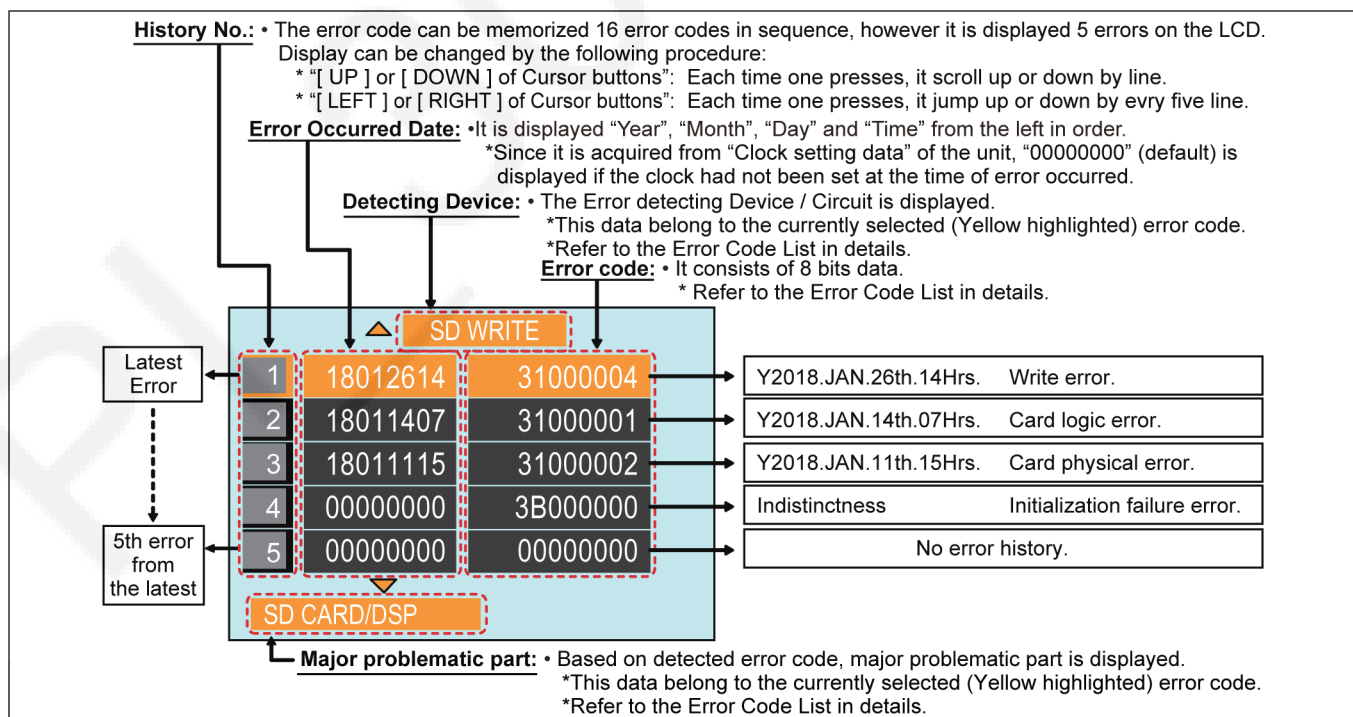 History No.: • The error code can be memorized 16 error codes in sequence, however it is displayed 5 errors on the LCD.
Display can be changed by the following procedure:
* “[ UP ] or [ DOWN ] of Cursor buttons”: Each time one presses, it scroll up or down by line.
* “[ LEFT ] or [ RIGHT ] of Cursor buttons”: Each time one presses, it jump up or down by evry five line.
Error Occurred Date: •It is displayed “Year”, “Month”, “Day” and “Time” from the left in order.
*Since it is acquired from “Clock setting data” of the unit, “00000000” (default) is
displayed if the clock had not been set at the time of error occurred.
Detecting Device: • The Error detecting Device / Circuit is displayed.
*This data belong to the currently selected (Yellow highlighted) error code.
*Refer to the Error Code List in details.
Error code: • It consists of 8 bits data.
* Refer to the Error Code List in details.
SD WRITE
Latest
Error
1 18012614 31000004 Y2018.JAN.26th.14Hrs. Write error.
2 18011407 31000001 Y2018.JAN.14th.07Hrs. Card logic error.
3 18011115 31000002 Y2018.JAN.11th.15Hrs. Card physical error.
4 00000000 3B000000 Indistinctness Initialization failure error.
5 00000000 00000000 No error history.
5th error
from
the latest
SD CARD/DSP
Major problematic part: • Based on detected error code, major problematic part is displayed.
*This data belong to the currently selected (Yellow highlighted) error code.
*Refer to the Error Code List in details.